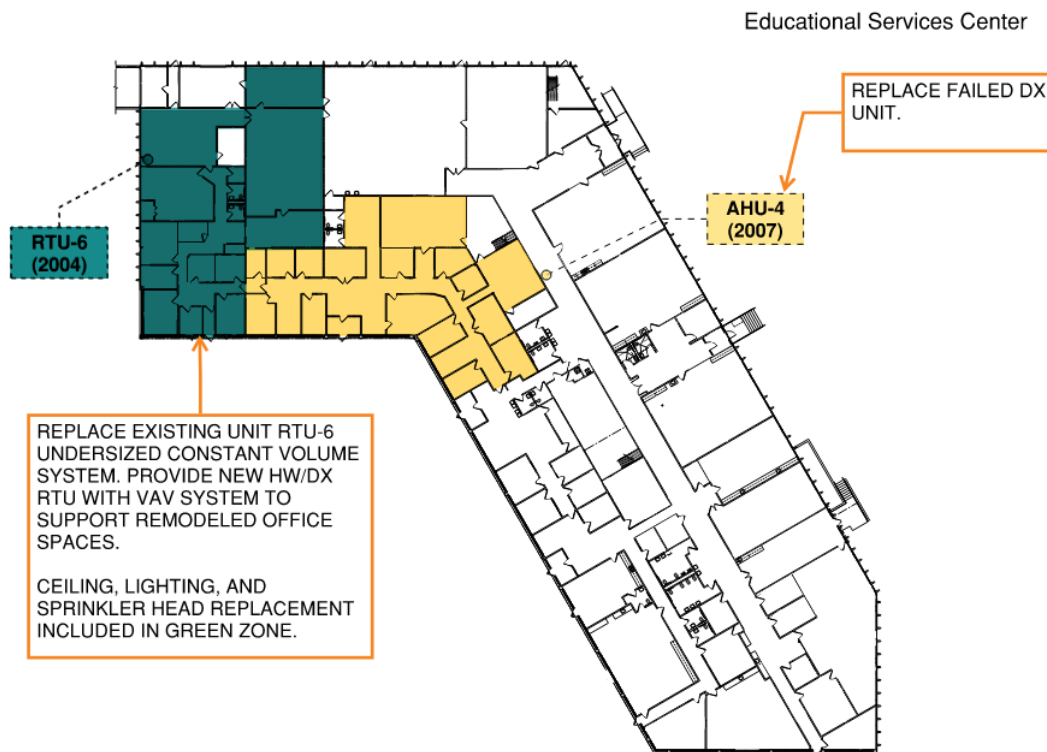 Educational Services Center
REPLACE FAILED DX
UNIT.
AHU-4
(2007)
RTU-6
(2004)
REPLACE EXISTING UNIT RTU-6
UNDERSIZED CONSTANT VOLUME
SYSTEM. PROVIDE NEW HW/DX
RTU WITH VAV SYSTEM TO
SUPPORT REMODELED OFFICE
SPACES.
CEILING, LIGHTING, AND
SPRINKLER HEAD REPLACEMENT
INCLUDED IN GREEN ZONE.